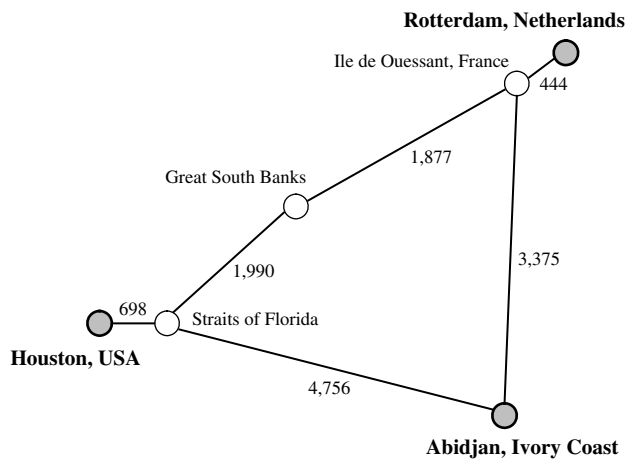 Rotterdam, Netherlands
Ile de Ouessant, France
444
1,877
Great South Banks
3,375
1,990
698
Straits of Florida
Houston, USA
4,756
Abidjan, Ivory Coast